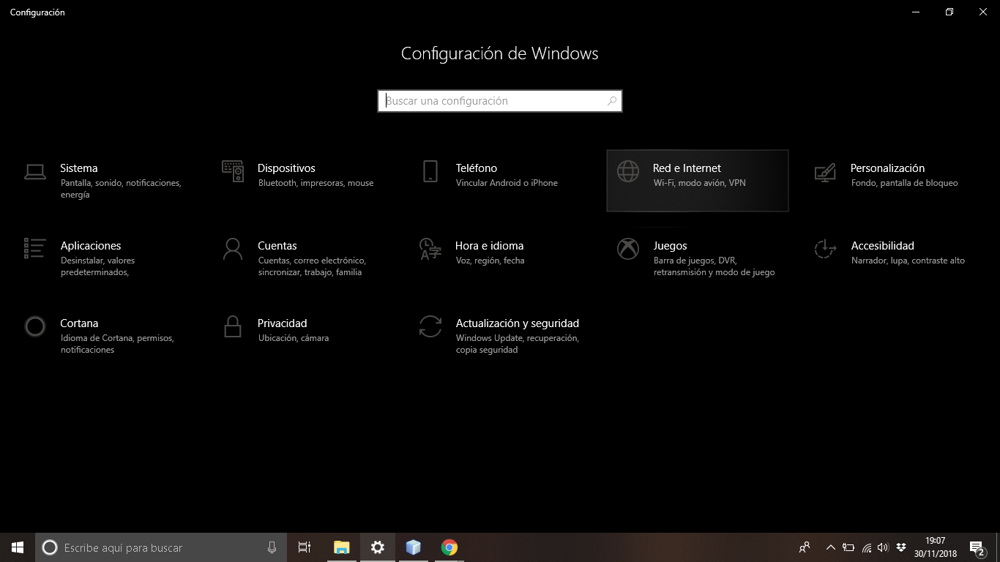 Configuración
Configuración de Windows
Buscar una configuración
Sistema
Pantalla, sonido, notificaciones,
energía
Dispositivos
Bluetooth, impresoras, mouse
Teléfono
Vincular Android o iPhone
Red e Internet
Wi-Fi, modo avión, VPN
Personalización
Fondo, pantalla de bloqueo
Aplicaciones
Desinstalar, valores
predeterminados,
Cuentas
Cuentas, correo electrónico,
sincronizar, trabajo, familia
Hora e idioma
Voz, región, fecha
Juegos
Barra de juegos, DVR,
retransmisión y modo de juego
Accesibilidad
Narrador, lupa, contraste alto
Cortana
Idioma de Cortana, permisos,
notificaciones
Privacidad
Ubicación, cámara
Actualización y seguridad
Windows Update, recuperación,
copia seguridad
Escribe aquí para buscar
19:07
30/11/2018
2